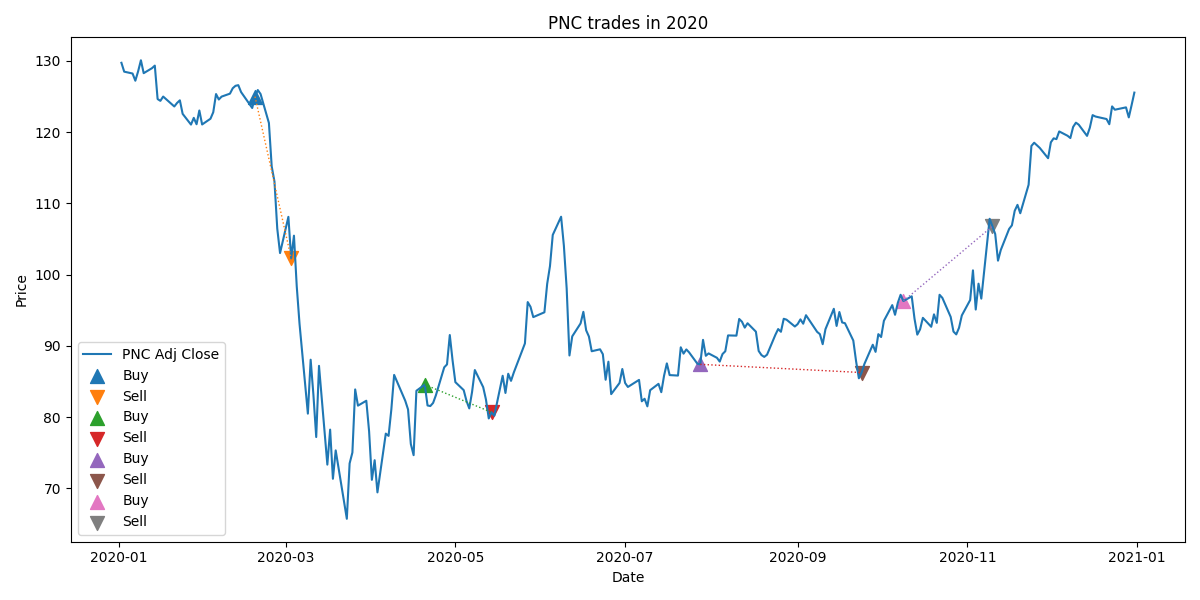 PNC trades in 2020
Price
130
120
110
100
90
80
70
PNC Adj Close
Buy
Sell
Buy
Sell
Buy
Sell
Buy
Sell
2020-01 2020-03 2020-05 2020-07 2020-09 2020-11 2021-01
Date